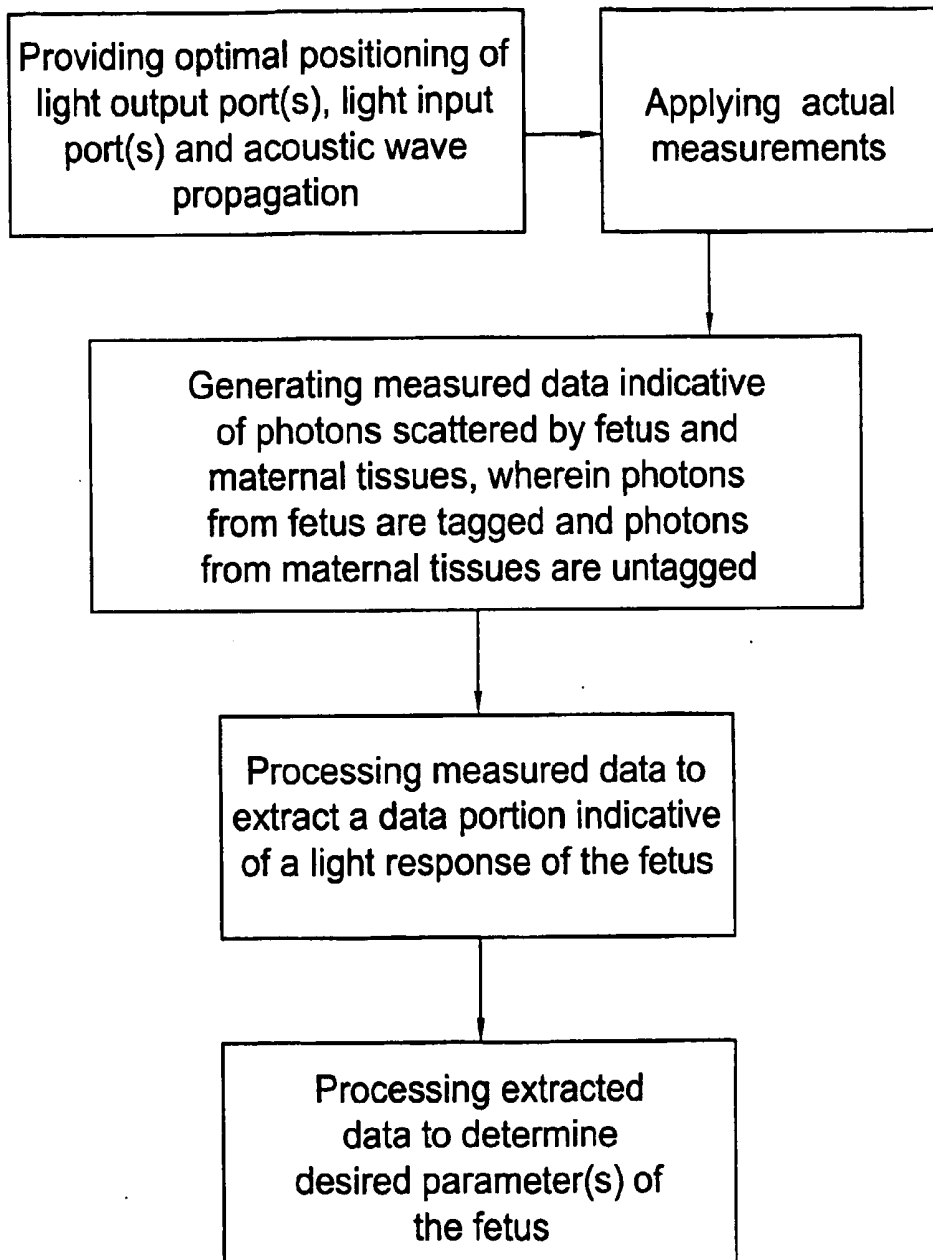 Providing optimal positioning of
light output port(s), light input
port(s) and acoustic wave
propagation
Applying actual
measurements
Generating measured data indicative
of photons scattered by fetus and
maternal tissues, wherein photons
from fetus are tagged and photons
from maternal tissues are untagged
Processing measured data to
extract a data portion indicative
of a light response of the fetus
Processing extracted
data to determine
desired parameter(s) of
the fetus